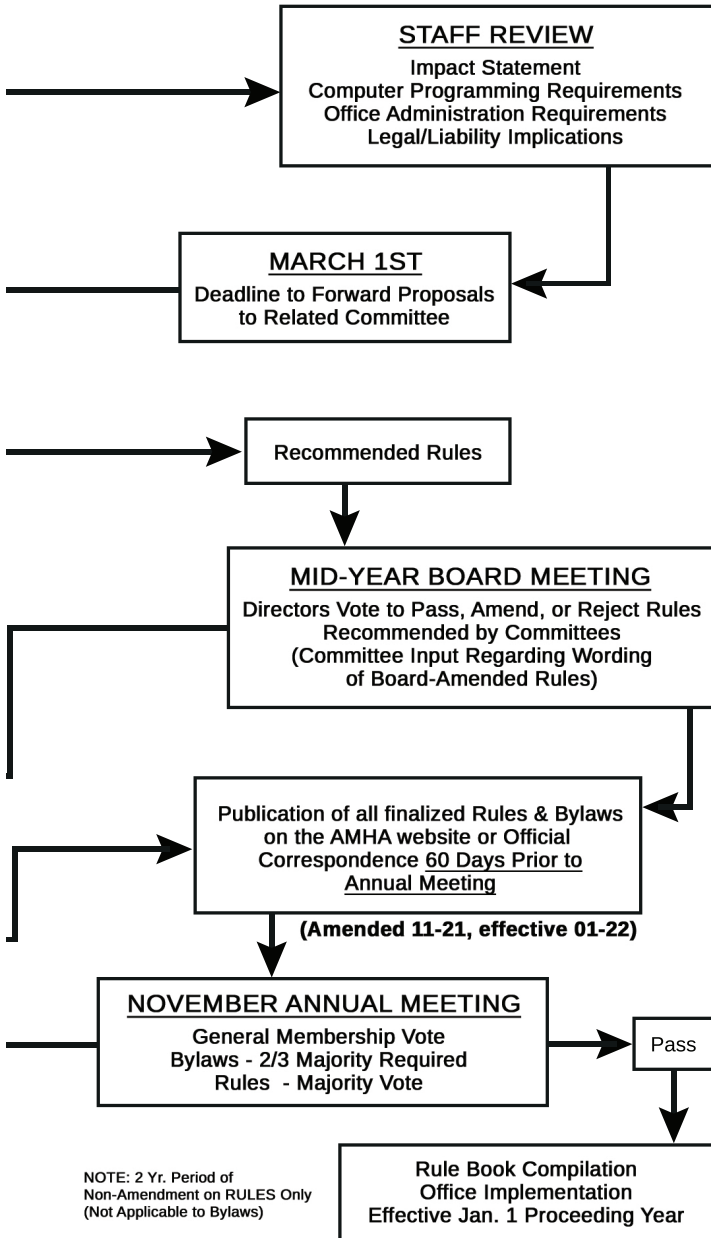 STAFF REVIEW
Impact Statement
Computer Programming Requirements
Office Administration Requirements
Legal/Liability Implications
MARCH 1ST
Deadline to Forward Proposals
to Related Committee
Recommended Rules
MID-YEAR BOARD MEETING
Directors Vote to Pass, Amend, or Reject Rules
Recommended by Committees
(Committee Input Regarding Wording
of Board-Amended Rules)
Publication of all finalized Rules & Bylaws
on the AMHA website or Official
Correspondence 60 Days Prior to
Annual Meeting
(Amended 11-21, effective 01-22)
NOVEMBER ANNUAL MEETING
General Membership Vote
Bylaws - 2/3 Majority Required
Rules - Majority Vote
Pass
NOTE: 2 Yr. Period of
Non-Amendment on RULES Only
(Not Applicable to Bylaws)
Rule Book Compilation
Office Implementation
Effective Jan. 1 Proceeding Year